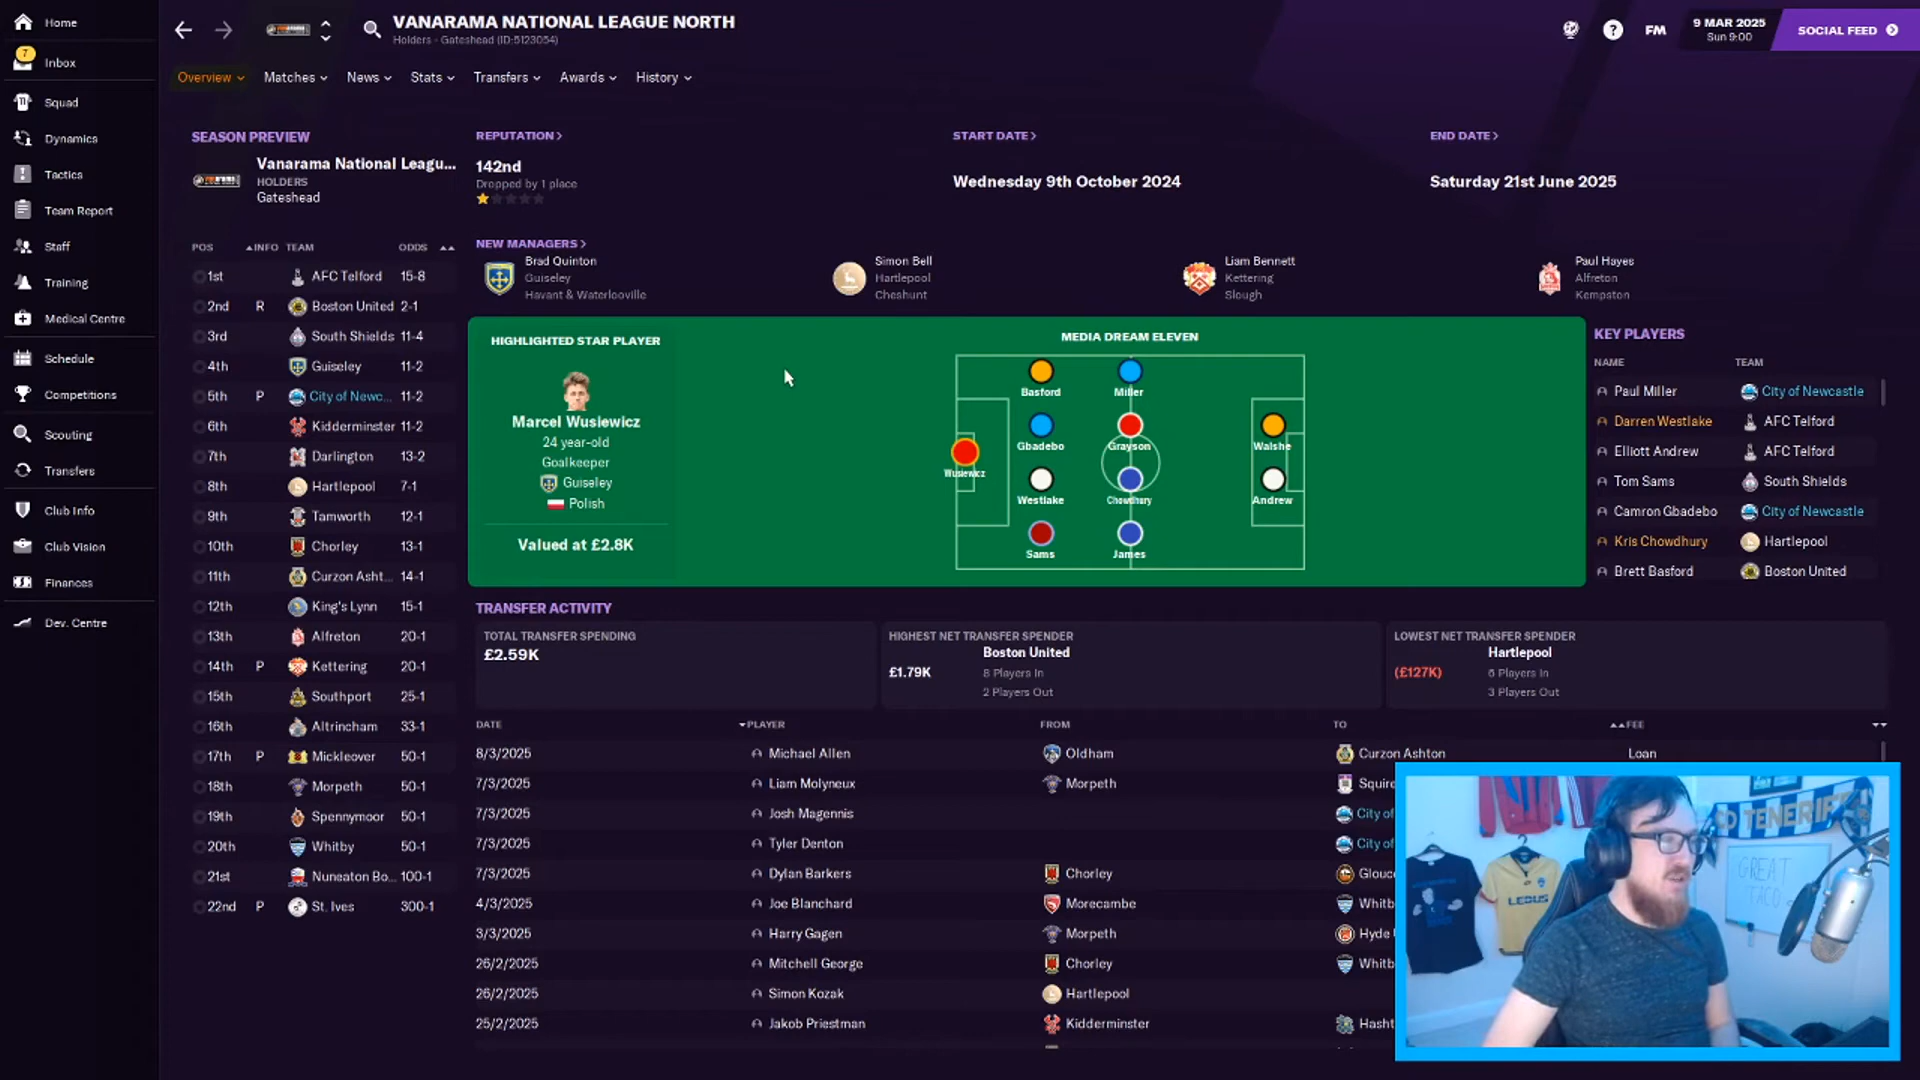 Home
7
Inbox
Squad
Dynamics
Tactics
Team Report
Staff
Training
Medical Centre
Schedule
Competitions
Scouting
Transfers
Club Info
Club Vision
Finances
Dev. Centre
VANARAMA NATIONAL LEAGUE NORTH
Holders - Gateshead (ID:5123054)
FM
9 MAR 2025
Sun 9:00
SOCIAL FEED
Overview Matches News Stats Transfers Awards History
SEASON PREVIEW
Vanarama National Leagu...
HOLDERS
Gateshead
REPUTATION >
142nd
Dropped by 1 place
START DATE >
Wednesday 9th October 2024
END DATE >
Saturday 21st June 2025
POS INFO TEAM ODDS
1st AFC Telford 15-8
2nd R Boston United 2-1
3rd South Shields 11-4
4th Guiseley 11-2
5th P City of Newc... 11-2
6th Kidderminster 11-2
7th Darlington 13-2
8th Hartlepool 7-1
9th Tamworth 12-1
10th Chorley 13-1
11th Curzon Asht... 14-1
12th King's Lynn 15-1
13th Alfreton 20-1
14th P Kettering 20-1
15th Southport 25-1
16th Altrincham 33-1
17th P Mickleover 50-1
18th Morpeth 50-1
19th Spennymoor 50-1
20th Whitby 50-1
21st Nuneaton Bo... 100-1
22nd P St. Ives 300-1
NEW MANAGERS >
Brad Quinton
Guiseley
Havant & Waterlooville
Simon Bell
Hartlepool
Cheshunt
Liam Bennett
Kettering
Slough
Paul Hayes
Alfreton
Kempston
HIGHLIGHTED STAR PLAYER
Marcel Wusiewicz
24 year-old
Goalkeeper
Guiseley
Polish
Valued at £2.8K
MEDIA DREAM ELEVEN
Basford Miller
Gbadebo Grayson Walshe
Wusiewicz
Westlake Chowdhury Andrew
Sams James
KEY PLAYERS
NAME TEAM
Paul Miller City of Newcastle
Darren Westlake AFC Telford
Elliott Andrew AFC Telford
Tom Sams South Shields
Camron Gbadebo City of Newcastle
Kris Chowdhury Hartlepool
Brett Basford Boston United
TRANSFER ACTIVITY
TOTAL TRANSFER SPENDING
£2.59K
HIGHEST NET TRANSFER SPENDER
Boston United
£1.79K
8 Players In
2 Players Out
LOWEST NET TRANSFER SPENDER
Hartlepool
(£127K)
6 Players In
3 Players Out
DATE PLAYER FROM TO FEE
8/3/2025 Michael Allen Oldham Curzon Ashton Loan
7/3/2025 Liam Molyneux Morpeth Squir
7/3/2025 Josh Magennis City of
7/3/2025 Tyler Denton City of
7/3/2025 Dylan Barkers Chorley Glouc
4/3/2025 Joe Blanchard Morecambe Whitb
3/3/2025 Harry Gagen Morpeth Hyde
26/2/2025 Mitchell George Chorley Whitb
26/2/2025 Simon Kozak Hartlepool
25/2/2025 Jakob Priestman Kidderminster Hasht
TENERIF
GREAT
TACO
LEDUS